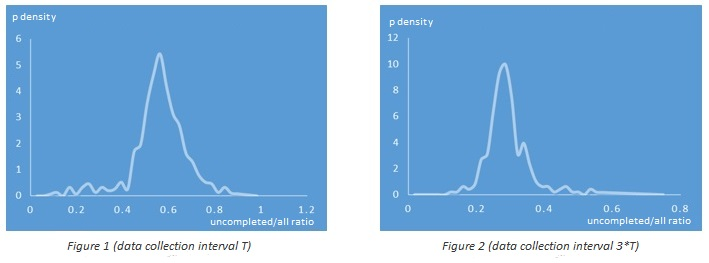 p density
6
5
4
3
2
1
0
0 0.2 0.4 0.6 0.8 1 1.2
uncompleted/all ratio
Figure 1 (data collection interval T)
p density
12
10
8
6
4
2
0
0 0.2 0.4 0.6 0.8
uncompleted/all ratio
Figure 2 (data collection interval 3*T)